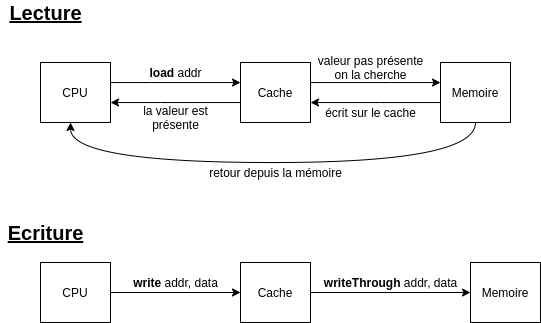 Lecture
valeur pas présente
on la cherche
load addr
CPU
Cache
Memoire
la valeur est
présente
écrit sur le cache
retour depuis la mémoire
Ecriture
write addr, data
writeThrough addr, data
CPU
Cache
Memoire